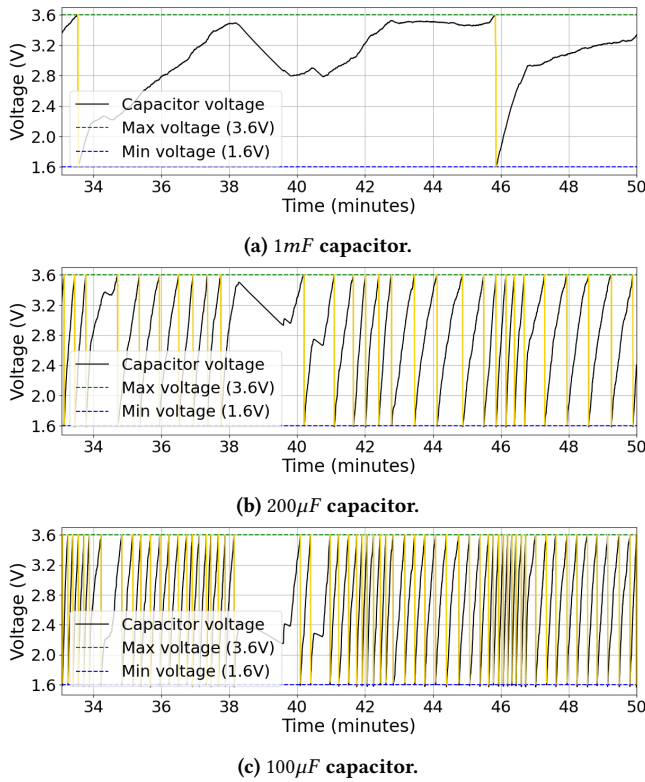 3.6
3.2
2.8
2.4
2.0
1.6
Voltage (V)
Capacitor voltage
Max voltage (3.6V)
Min voltage (1.6V)
34 36 38 40 42 44 46 48 50
Time (minutes)
(a) 1mF capacitor.
3.6
3.2
2.8
2.4
2.0
1.6
Voltage (V)
Capacitor voltage
Max voltage (3.6V)
Min voltage (1.6V)
34 36 38 40 42 44 46 48 50
Time (minutes)
(b) 200μF capacitor.
3.6
3.2
2.8
2.4
2.0
1.6
Voltage (V)
Capacitor voltage
Max voltage (3.6V)
Min voltage (1.6V)
34 36 38 40 42 44 46 48 50
Time (minutes)
(c) 100μF capacitor.